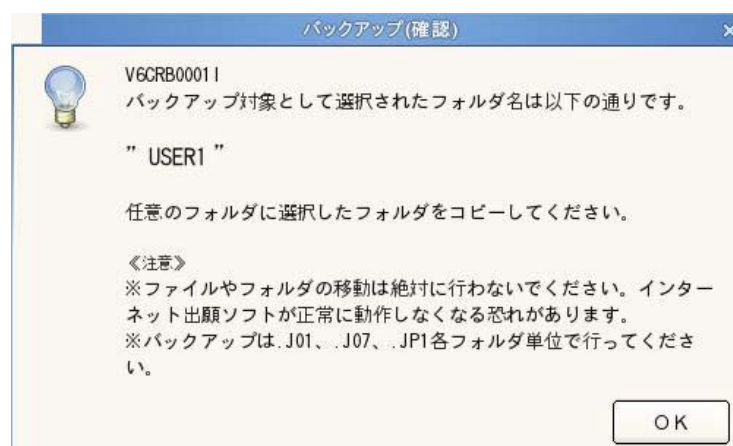 バックアップ(確認)
V6CRB0001I
バックアップ対象として選択されたフォルダ名は以下の通りです。
” USER1 ”
任意のフォルダに選択したフォルダをコピーしてください。
≪注意≫
※ファイルやフォルダの移動は絶対に行わないでください。インター
ネット出願ソフトが正常に動作しなくなる恐れがあります。
※バックアップは.J01、.J07、.JP1各フォルダ単位で行ってくださ
い。
OK